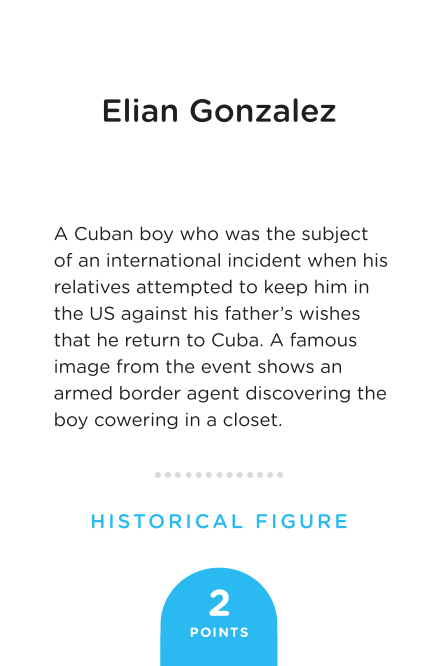 Elian Gonzalez
A Cuban boy who was the subject
of an international incident when his
relatives attempted to keep him in
the US against his father’s wishes
that he return to Cuba. A famous
image from the event shows an
armed border agent discovering the
boy cowering in a closet.
HISTORICAL FIGURE
2
POINTS